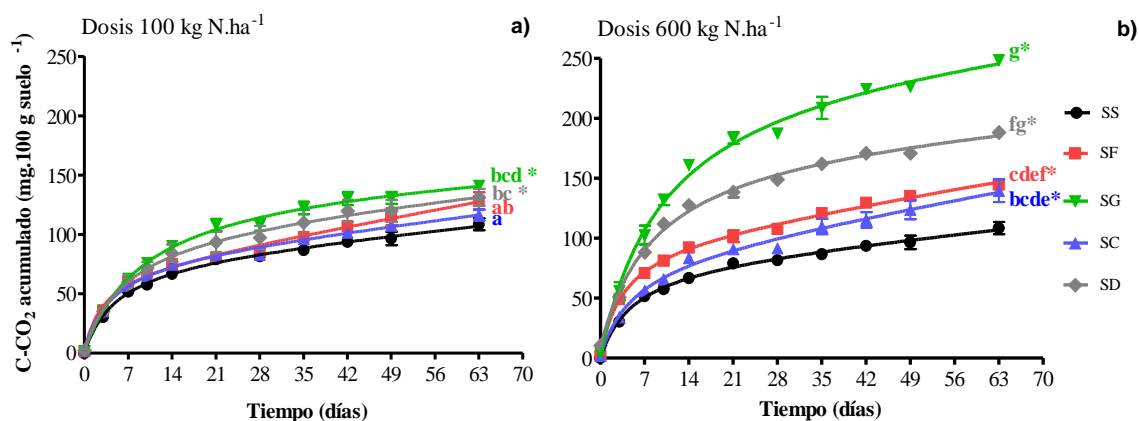 Dosis 100 kg N.ha⁻¹
a)
C-CO₂ acumulado (mg.100 g suelo ⁻¹)
250
200
150
100
50
0
bcd *
bc *
ab
a
0 7 14 21 28 35 42 49 56 63 70
Tiempo (días)
Dosis 600 kg N.ha⁻¹
b)
250
200
150
100
50
0
g*
fg*
cdef*
bcde*
0 7 14 21 28 35 42 49 56 63 70
Tiempo (días)
SS
SF
SG
SC
SD